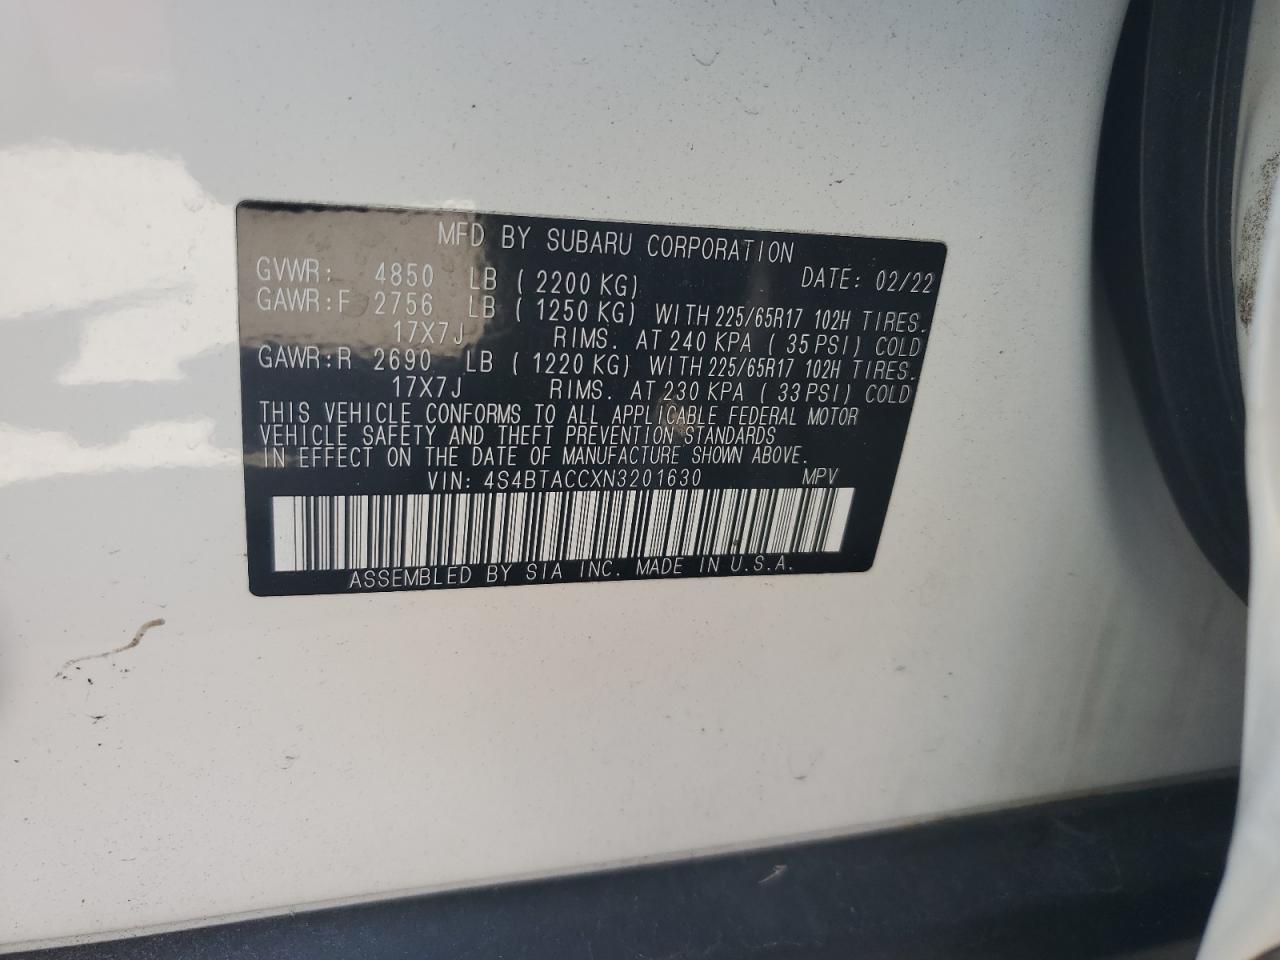 MFD BY SUBARU CORPORATION
GVWR: 4850 LB ( 2200 KG) DATE: 02/22
GAWR:F 2756 LB ( 1250 KG) WITH 225/65R17 102H TIRES.
17X7J RIMS. AT 240 KPA ( 35 PSI) COLD
GAWR:R 2690 LB ( 1220 KG) WITH 225/65R17 102H TIRES.
17X7J RIMS. AT 230 KPA ( 33 PSI) COLD
THIS VEHICLE CONFORMS TO ALL APPLICABLE FEDERAL MOTOR
VEHICLE SAFETY AND THEFT PREVENTION STANDARDS
IN EFFECT ON THE DATE OF MANUFACTURE SHOWN ABOVE.
VIN: 4S4BTACCXN3201630 MPV
ASSEMBLED BY SIA INC. MADE IN U.S.A.